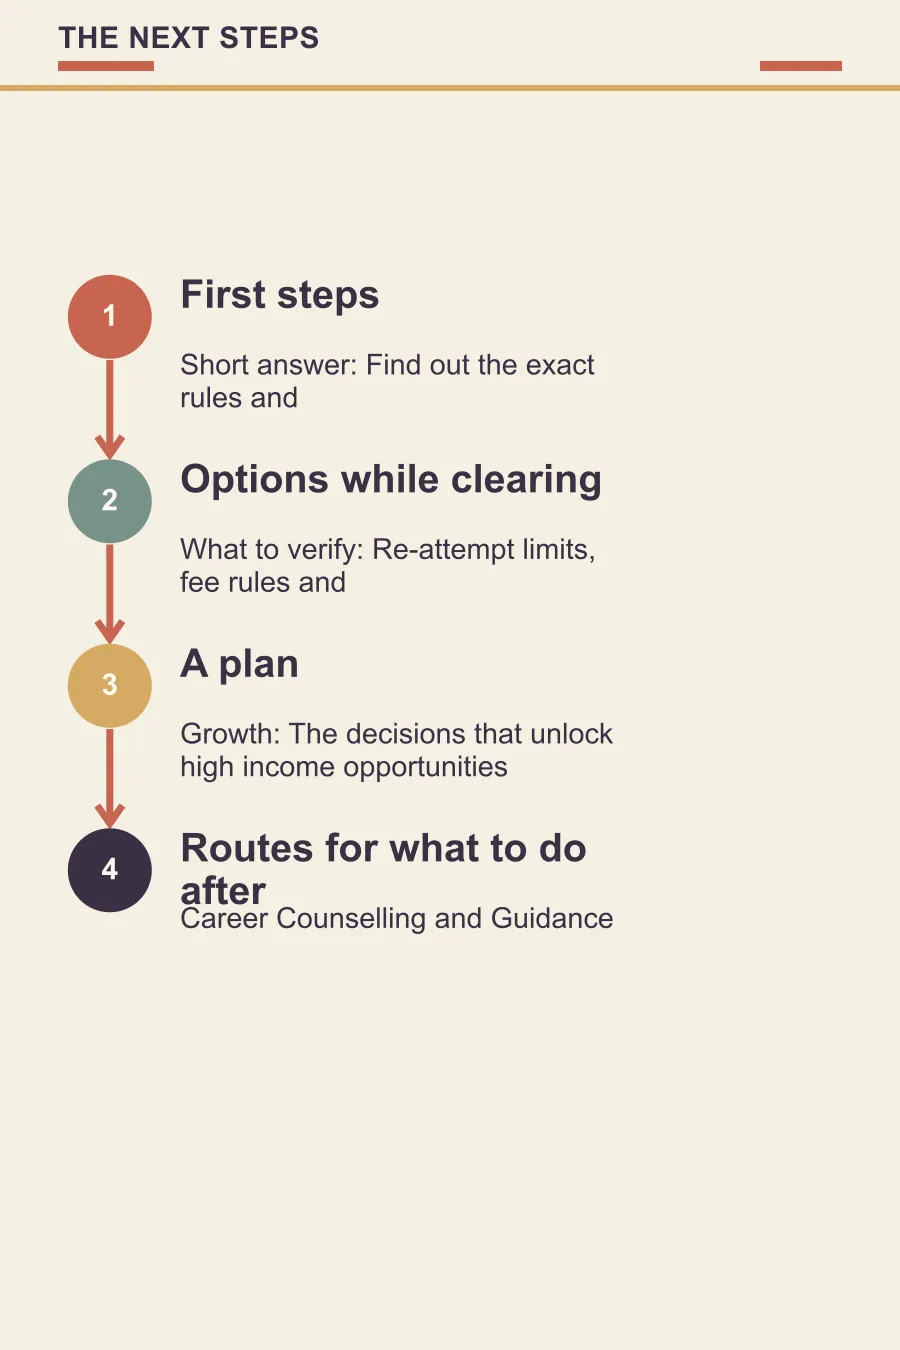 THE NEXT STEPS
1
First steps
Short answer: Find out the exact
rules and
2
Options while clearing
What to verify: Re-attempt limits,
fee rules and
3
A plan
Growth: The decisions that unlock
high income opportunities
4
Routes for what to do
after
Career Counselling and Guidance